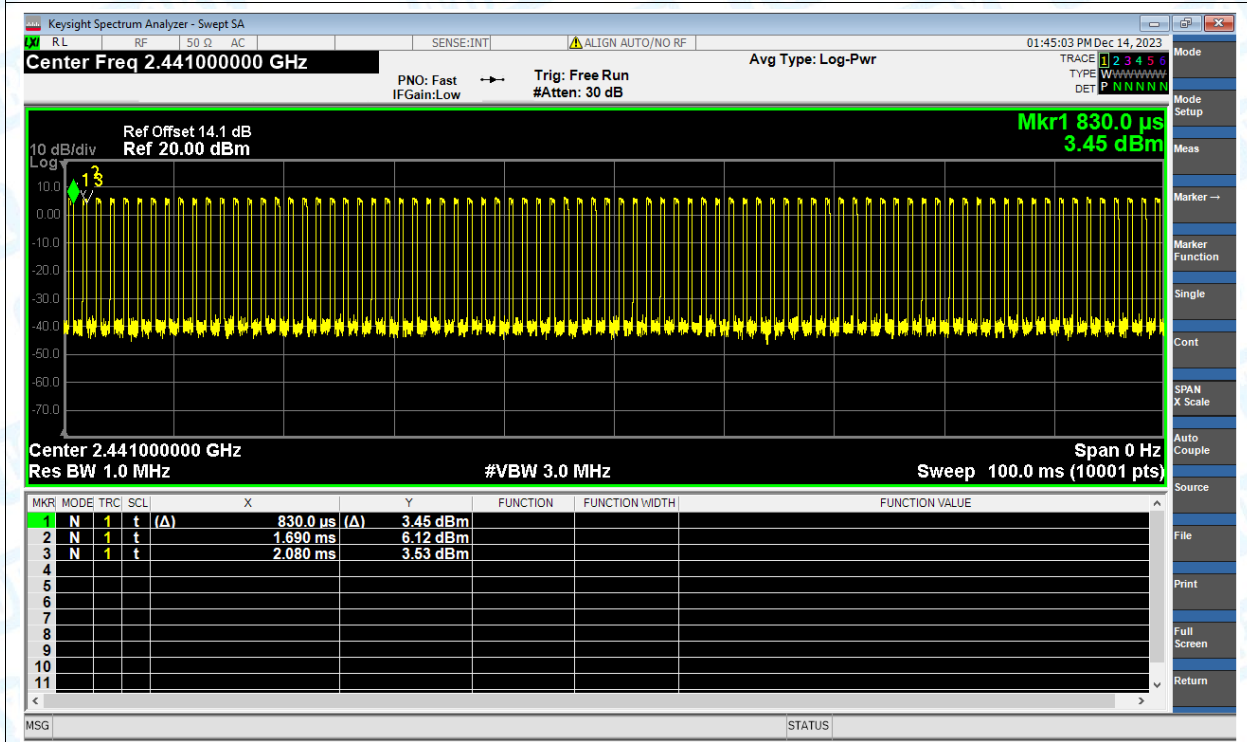 Keysight Spectrum Analyzer - Swept SA
LXI RL RF 50 Ω AC SENSE:INT ALIGN AUTO/NO RF 01:45:03 PM Dec 14, 2023
Center Freq 2.441000000 GHz
PNO: Fast
IFGain:Low
Trig: Free Run
#Atten: 30 dB
Avg Type: Log-Pwr
TRACE 1 2 3 4 5 6
TYPE WWWWWW
DET P N N N N N
Mkr1 830.0 µs
3.45 dBm
Ref Offset 14.1 dB
10 dB/div Ref 20.00 dBm
Log
1 2 3
10.0
0.00
-10.0
-20.0
-30.0
-40.0
-50.0
-60.0
-70.0
Center 2.441000000 GHz Span 0 Hz
Res BW 1.0 MHz #VBW 3.0 MHz Sweep 100.0 ms (10001 pts)
MKR MODE TRC SCL X Y FUNCTION FUNCTION WIDTH FUNCTION VALUE
1 N 1 t (Δ) 830.0 µs (Δ) 3.45 dBm
2 N 1 t 1.690 ms 6.12 dBm
3 N 1 t 2.080 ms 3.53 dBm
4
5
6
7
8
9
10
11
MSG STATUS
Mode
Mode
Setup
Meas
Marker →
Marker
Function
Single
Cont
SPAN
X Scale
Auto
Couple
Source
File
Print
Full
Screen
Return